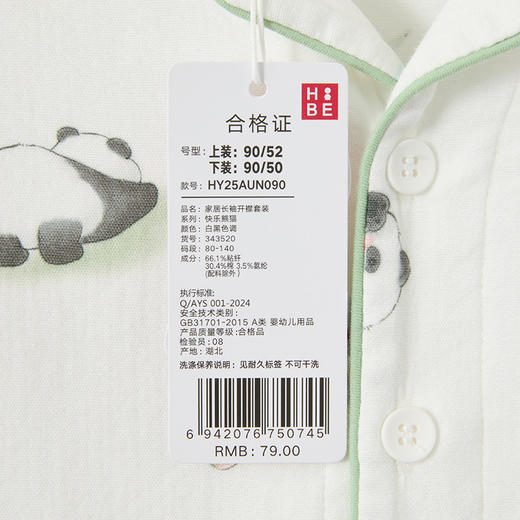 H BE
合格证
号型: 上装: 90/52
下装: 90/50
款号: HY25AUN090
品名: 家居长袖开襟套装
系列: 快乐熊猫
颜色: 白黑色调
货号: 343520
码段: 80-140
成分: 66.1%粘纤
30.4%棉 3.5%氨纶
(配料除外)
执行标准:
Q/AYS 001-2024
安全技术类别:
GB31701-2015 A类 婴幼儿用品
产品质量等级:合格品
检验员: 08
产地: 湖北
洗涤保养说明: 见耐久标签 不可干洗
6 942076 750745
RMB: 79.00